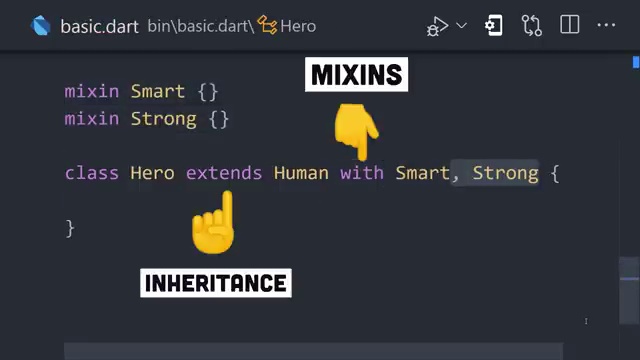 basic.dart bin\basic.dart\ Hero
MIXINS
mixin Smart {}
mixin Strong {}
class Hero extends Human with Smart, Strong {
}
INHERITANCE